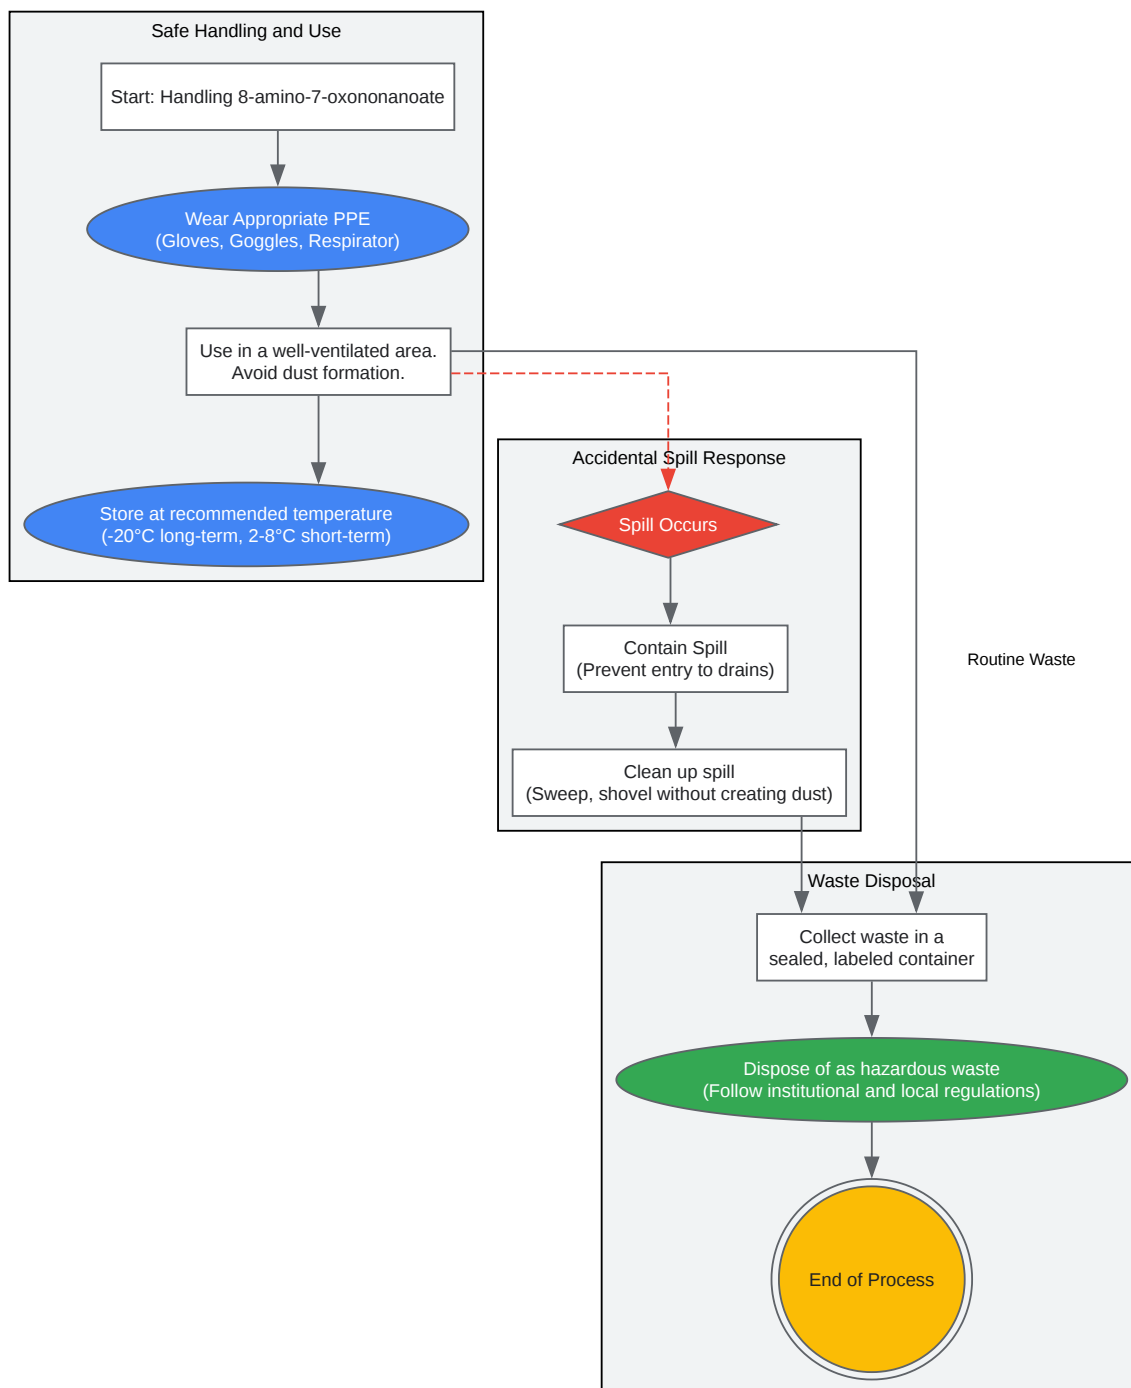 Safe Handling and Use
Start: Handling 8-amino-7-oxononanoate
Wear Appropriate PPE
(Gloves, Goggles, Respirator)
Use in a well-ventilated area.
Avoid dust formation.
Store at recommended temperature
(-20°C long-term, 2-8°C short-term)
Accidental Spill Response
Spill Occurs
Contain Spill
(Prevent entry to drains)
Clean up spill
(Sweep, shovel without creating dust)
Routine Waste
Waste Disposal
Collect waste in a
sealed, labeled container
Dispose of as hazardous waste
(Follow institutional and local regulations)
End of Process